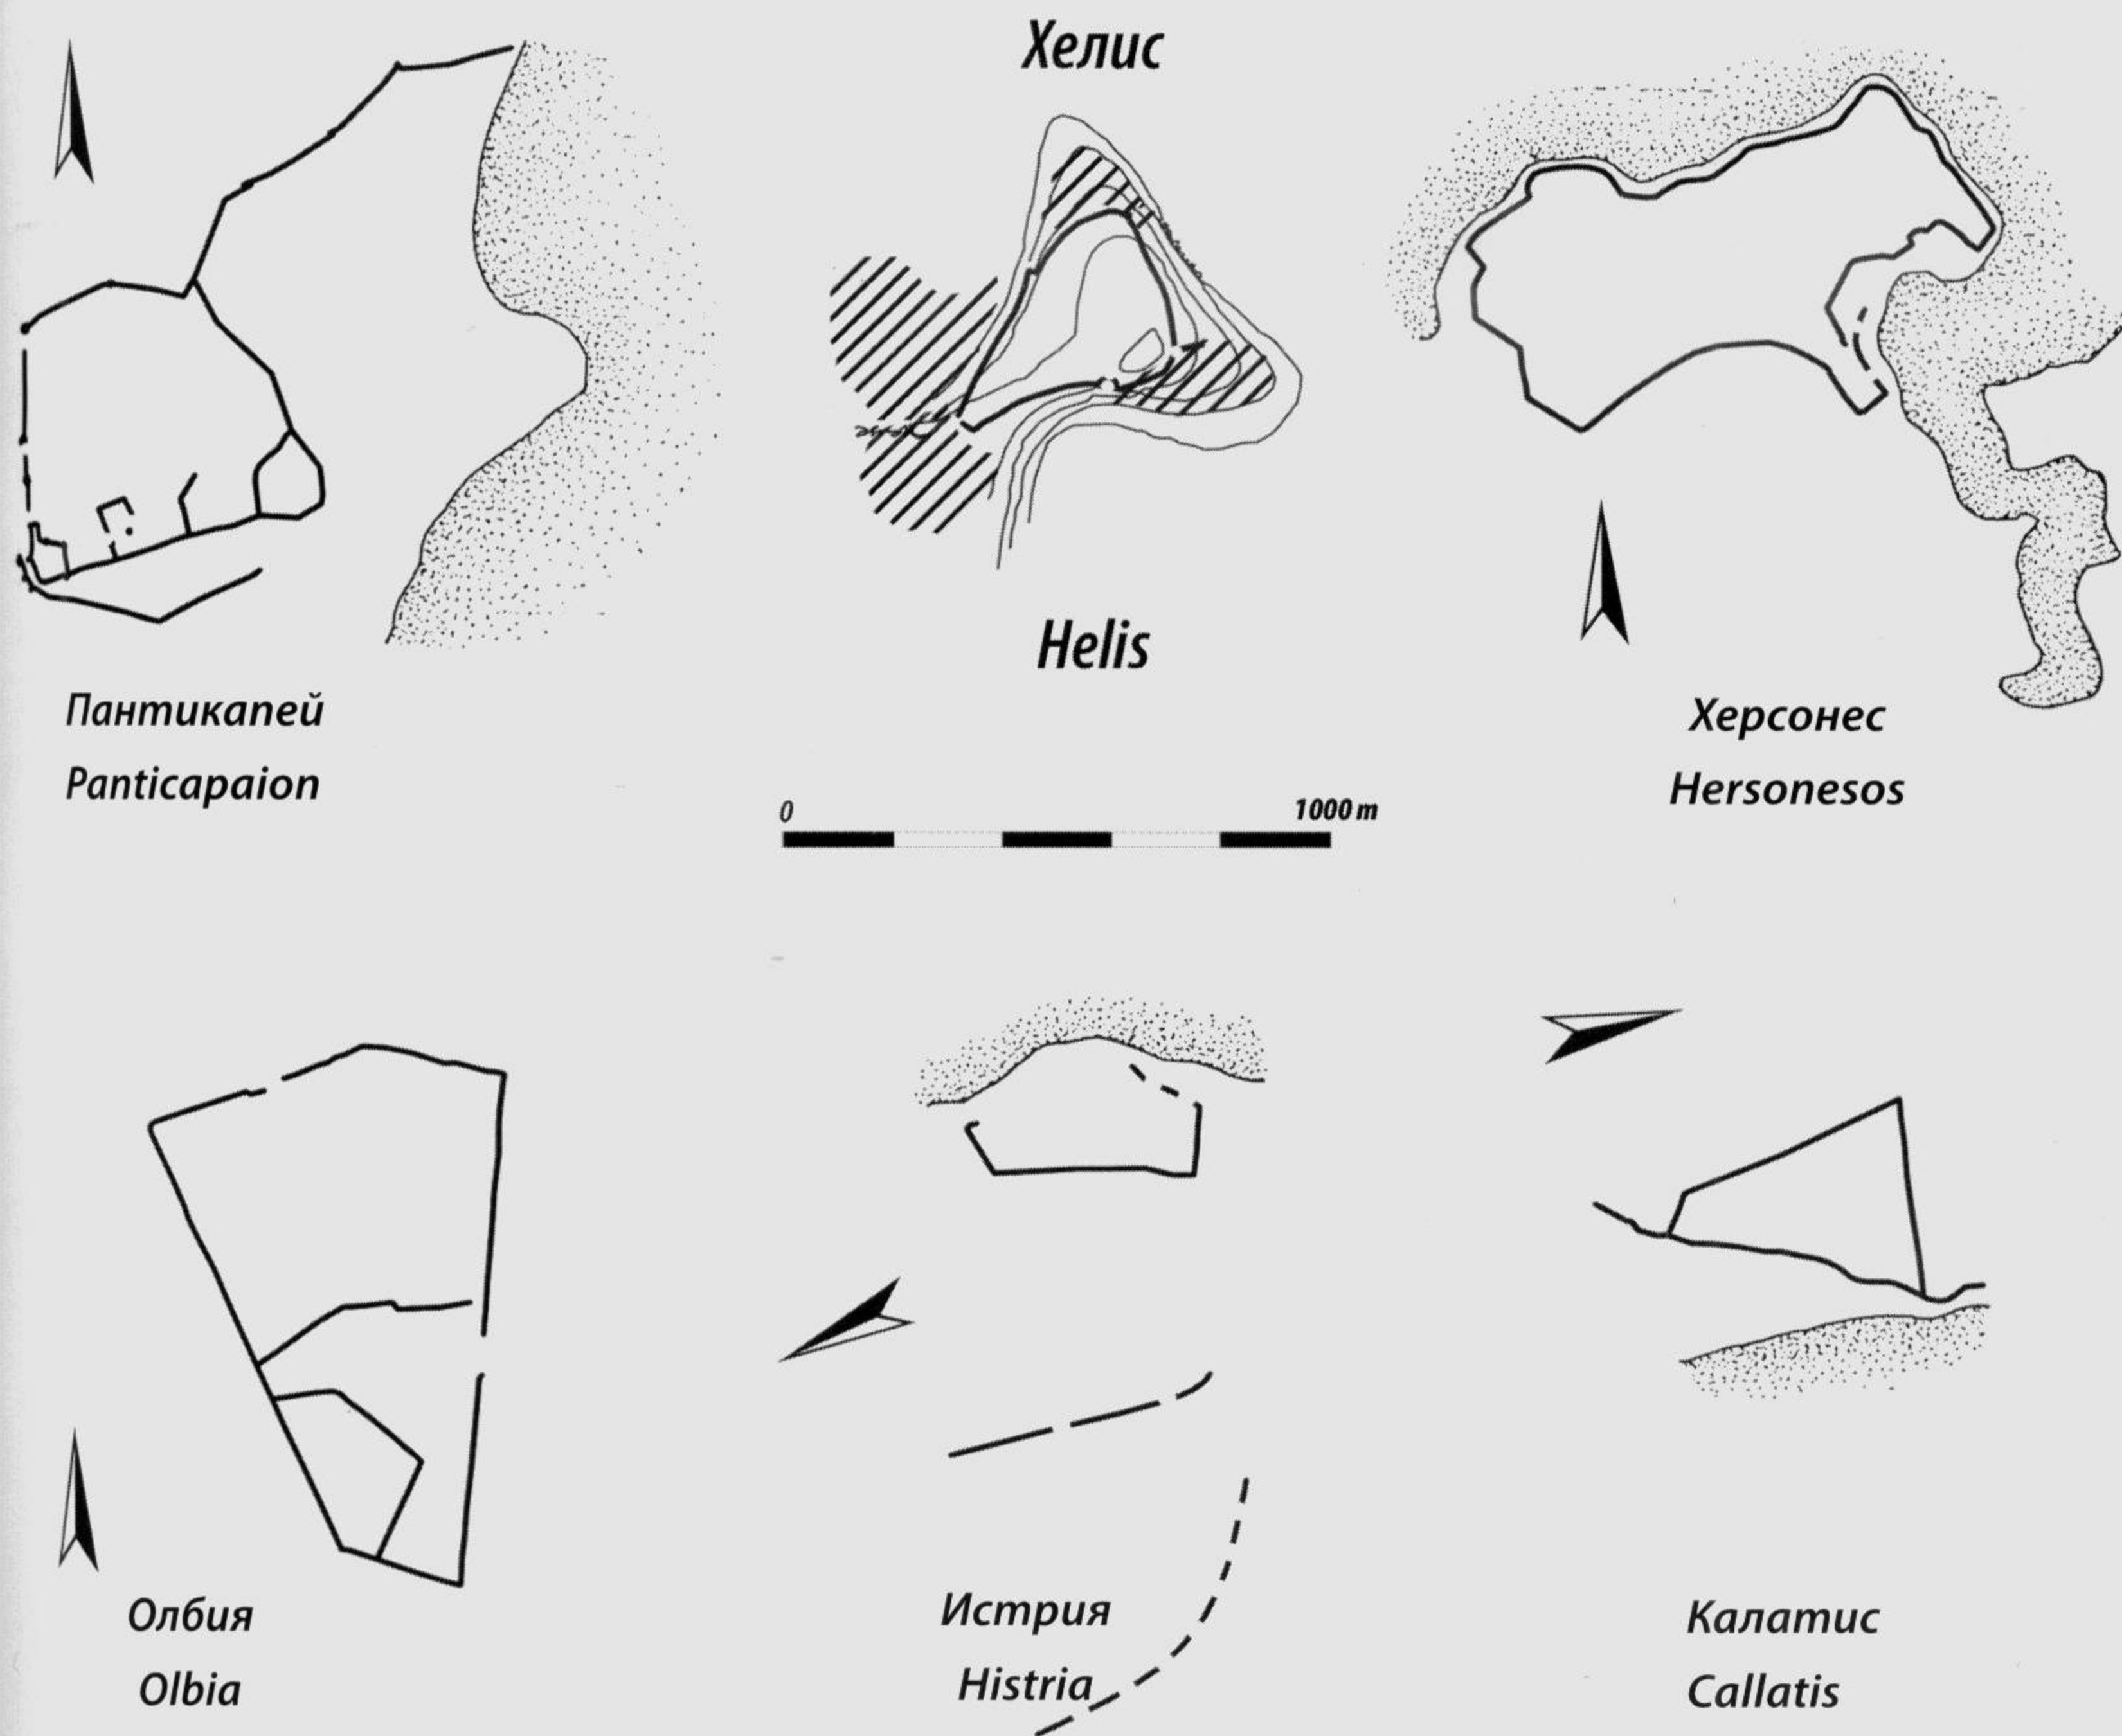 Хелис
Helis
Пантикапей
Panticapaion
Херсонес
Hersonesos
0 1000 m
Олбия
Olbia
Истрия
Histria
Калатис
Callatis